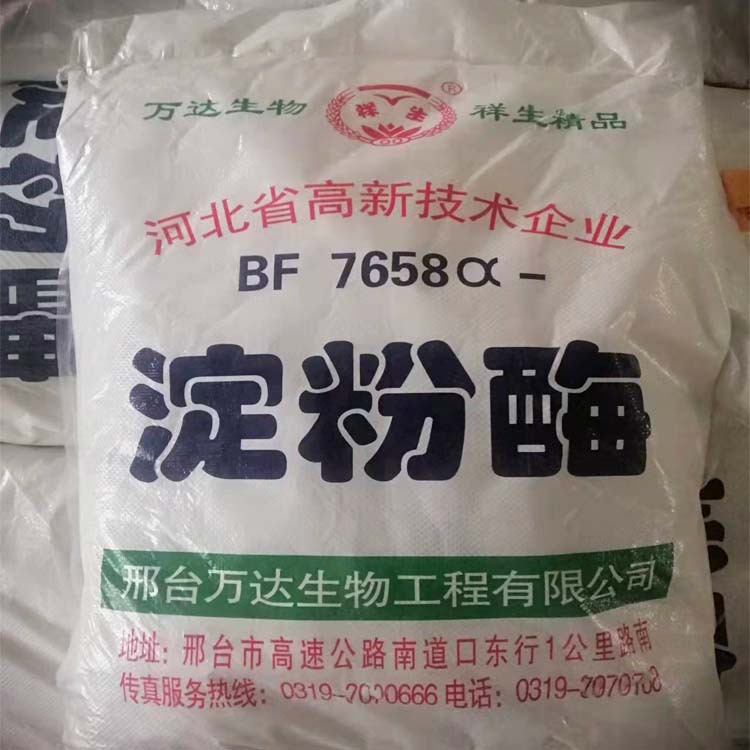 万达生物 祥生 ® 祥生精品
河北省高新技术企业
BF 7658α-
淀粉酶
邢台万达生物工程有限公司
地址: 邢台市高速公路南道口东行1公里路南
传真服务热线: 0319- 电话: 0319-